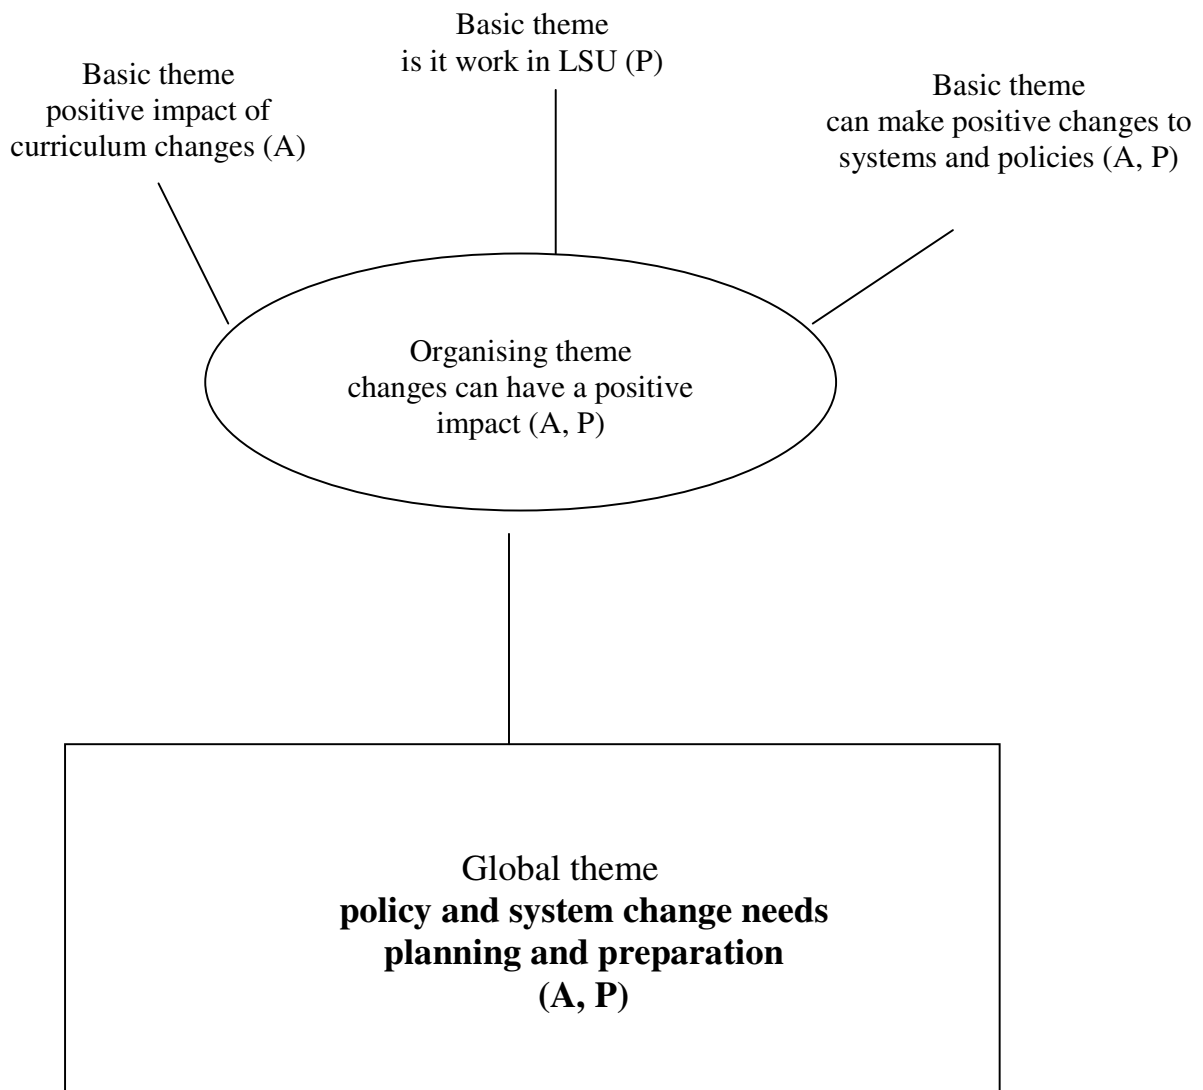 Basic theme
is it work in LSU (P)
Basic theme
positive impact of
curriculum changes (A)
Basic theme
can make positive changes to
systems and policies (A, P)
Organising theme
changes can have a positive
impact (A, P)
Global theme
policy and system change needs
planning and preparation
(A, P)